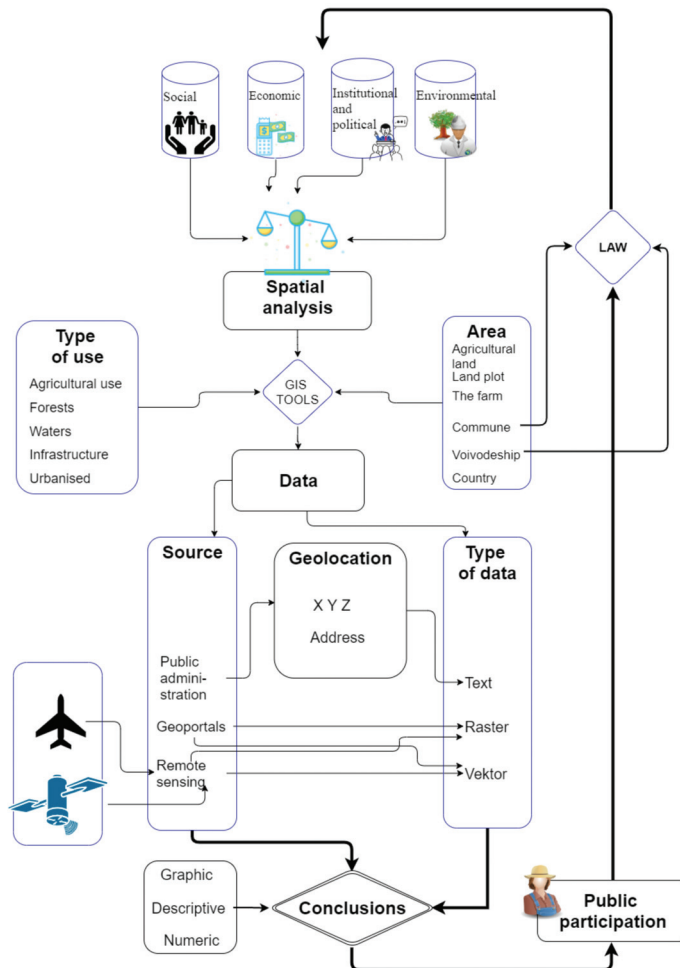 Social
Economic
Institutional
and
political
Environmental
LAW
Spatial
analysis
Type
of use
Agricultural use
Forests
Waters
Infrastructure
Urbanised
GIS
TOOLS
Area
Agricultural
land
Land plot
The farm
Commune
Voivodeship
Country
Data
Source
Public
admini-
stration
Geoportals
Remote
sensing
Geolocation
X Y Z
Address
Type
of data
Text
Raster
Vektor
Graphic
Descriptive
Numeric
Conclusions
Public
participation